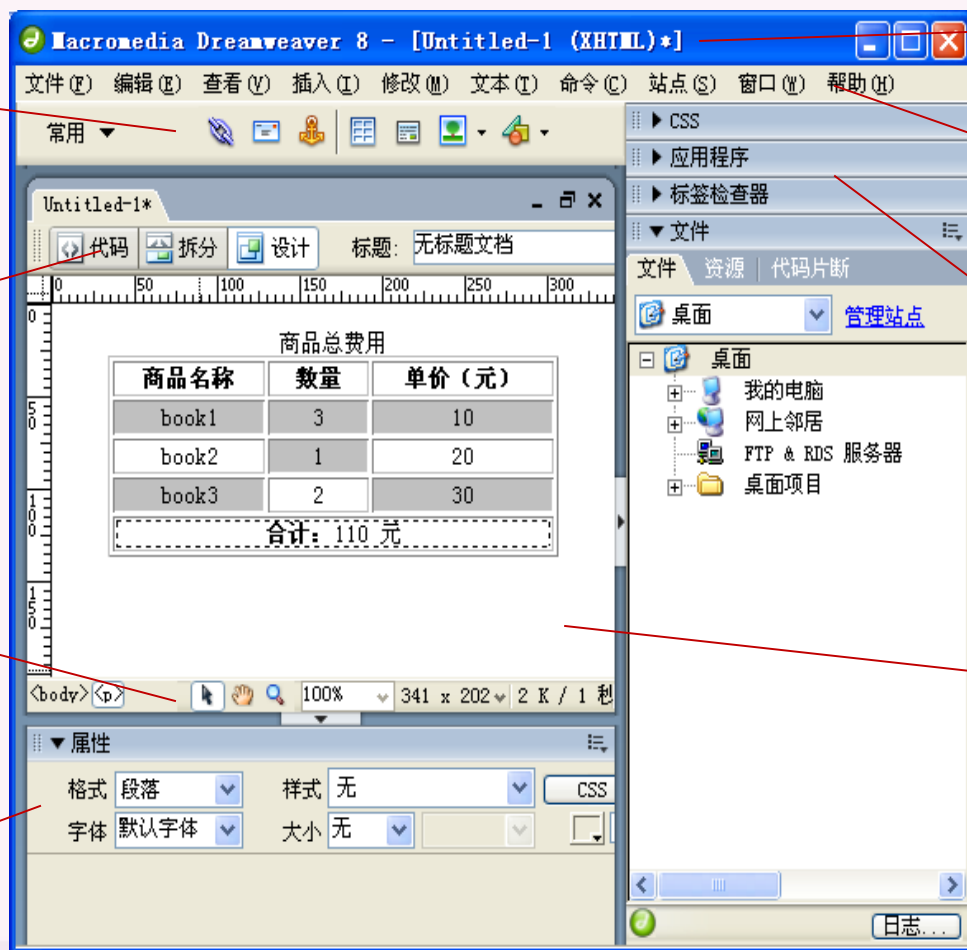 Macromedia Dreamweaver 8 - [Untitled-1 (XHTML)*]
文件(F) 编辑(E) 查看(V) 插入(I) 修改(M) 文本(T) 命令(C) 站点(S) 窗口(W) 帮助(H)
常用
Untitled-1*
代码 拆分 设计 标题: 无标题文档
0 50 100 150 200 250 300
0
50
100
150
商品总费用
商品名称 数量 单价（元）
book1 3 10
book2 1 20
book3 2 30
合计：110 元
<body> <p> 100% 341 x 202 2 K / 1 秒
属性
格式 段落 样式 无 CSS
字体 默认字体 大小 无
CSS
应用程序
标签检查器
文件
文件 资源 代码片断
桌面 管理站点
桌面
我的电脑
网上邻居
FTP & RDS 服务器
桌面项目
日志...